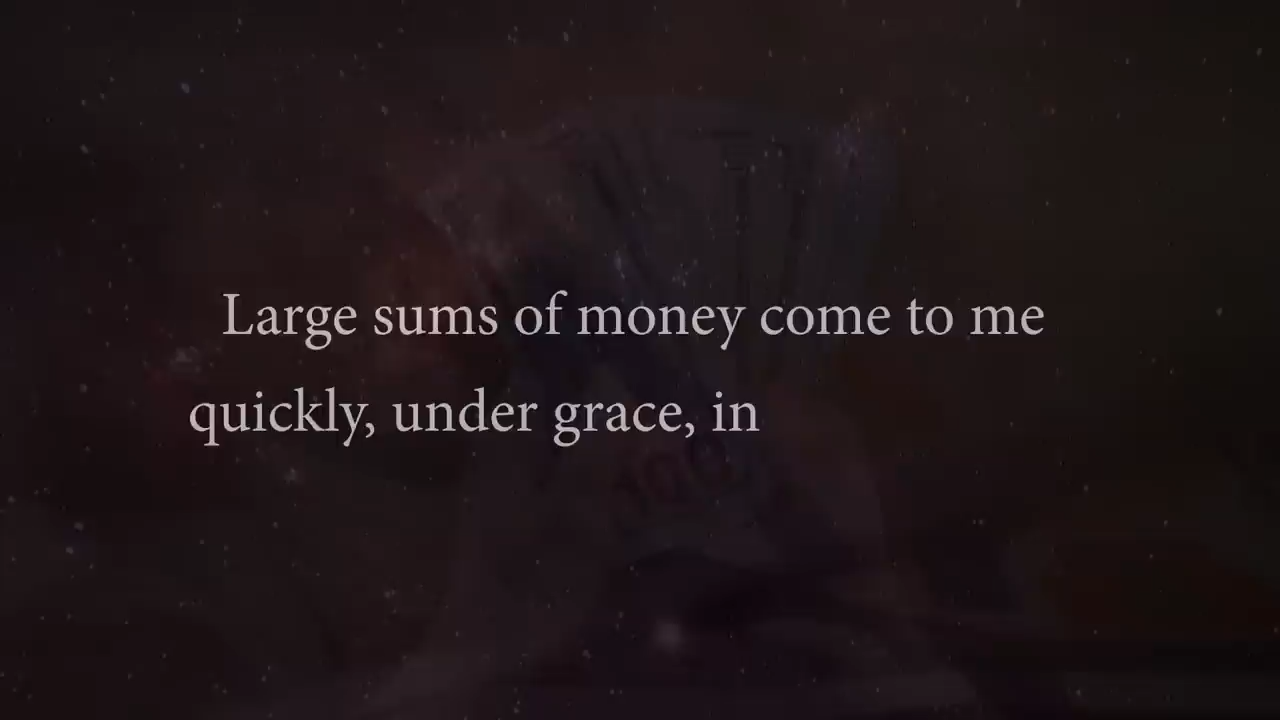 Large sums of money come to me
quickly, under grace, in